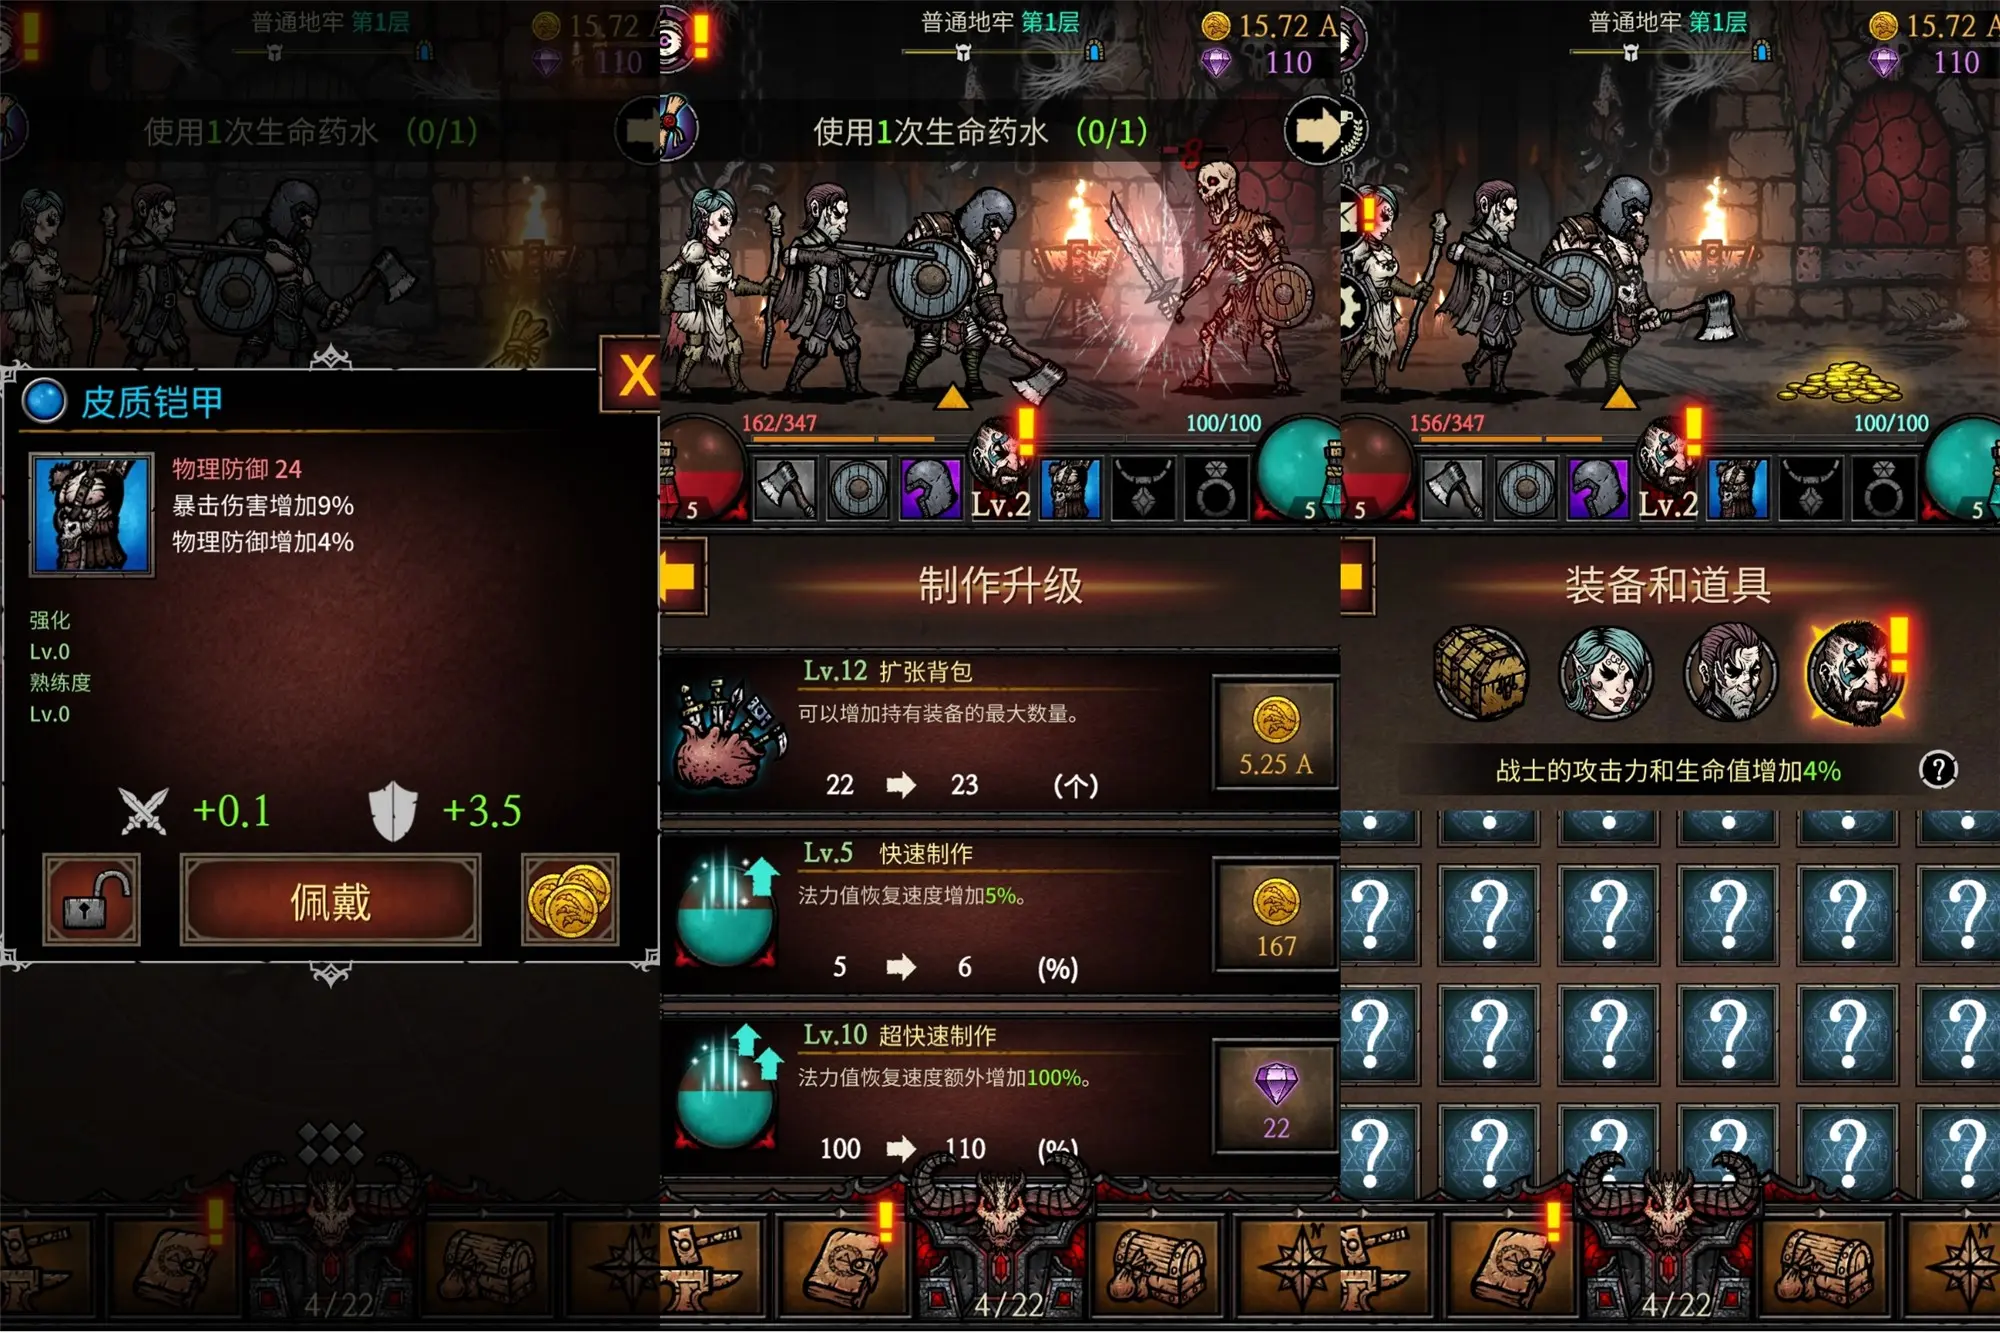 普通地牢 第1层
15.72 A
110
使用1次生命药水 (0/1)
皮质铠甲
X
物理防御 24
暴击伤害增加9%
物理防御增加4%
强化
Lv.0
熟练度
Lv.0
+0.1
+3.5
佩戴
4/22
普通地牢 第1层
15.72 A
110
使用1次生命药水 (0/1)
-8
162/347
100/100
5
Lv.2
5
制作升级
Lv.12 扩张背包
可以增加持有装备的最大数量。
22 23 (个)
5.25 A
Lv.5 快速制作
法力值恢复速度增加5%。
5 6 (%)
167
Lv.10 超快速制作
法力值恢复速度额外增加100%。
100 110 (%)
22
N
4/22
普通地牢 第1层
15.72 A
110
156/347
100/100
5
Lv.2
5
装备和道具
战士的攻击力和生命值增加4%
?
? ? ? ? ? ?
? ? ? ? ? ?
? ? ? ? ? ?
N
4/22